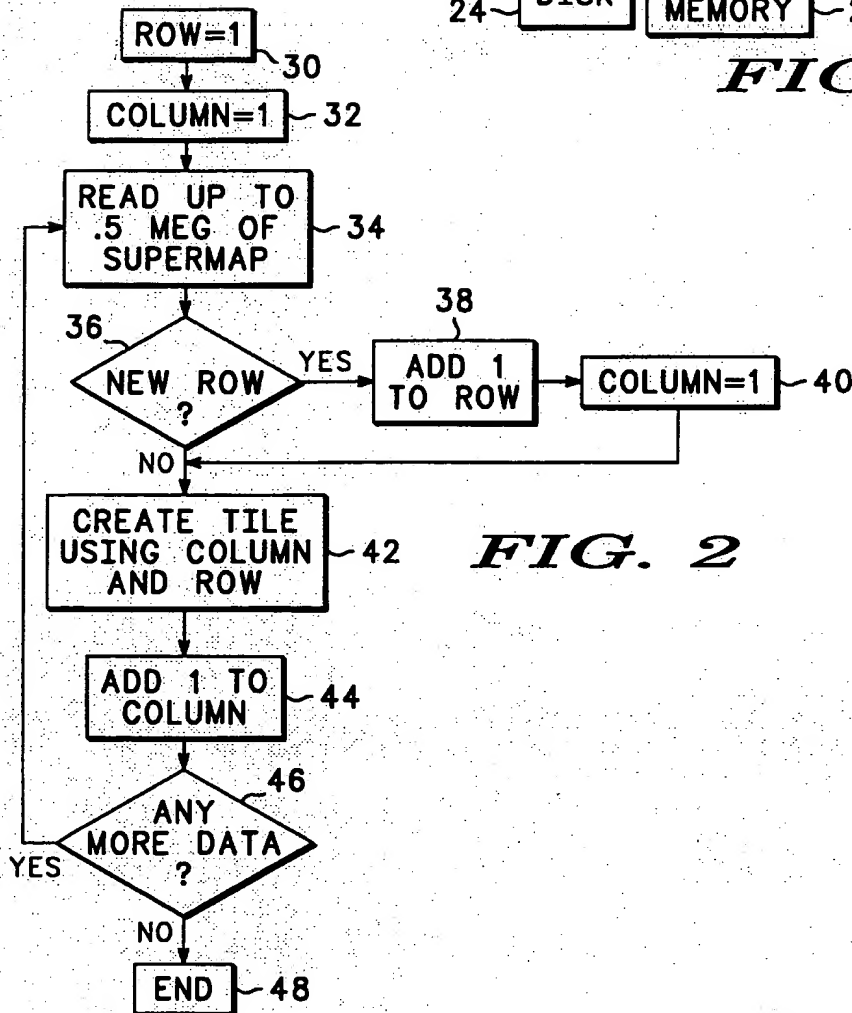 ROW=1
30
24
MEMORY
COLUMN=1
32
READ UP TO
.5 MEG OF
SUPERMAP
34
36
NEW ROW
?
YES
38
ADD 1
TO ROW
COLUMN=1
40
NO
CREATE TILE
USING COLUMN
AND ROW
42
FIG. 2
ADD 1 TO
COLUMN
44
46
ANY
MORE DATA
?
YES
NO
END
48